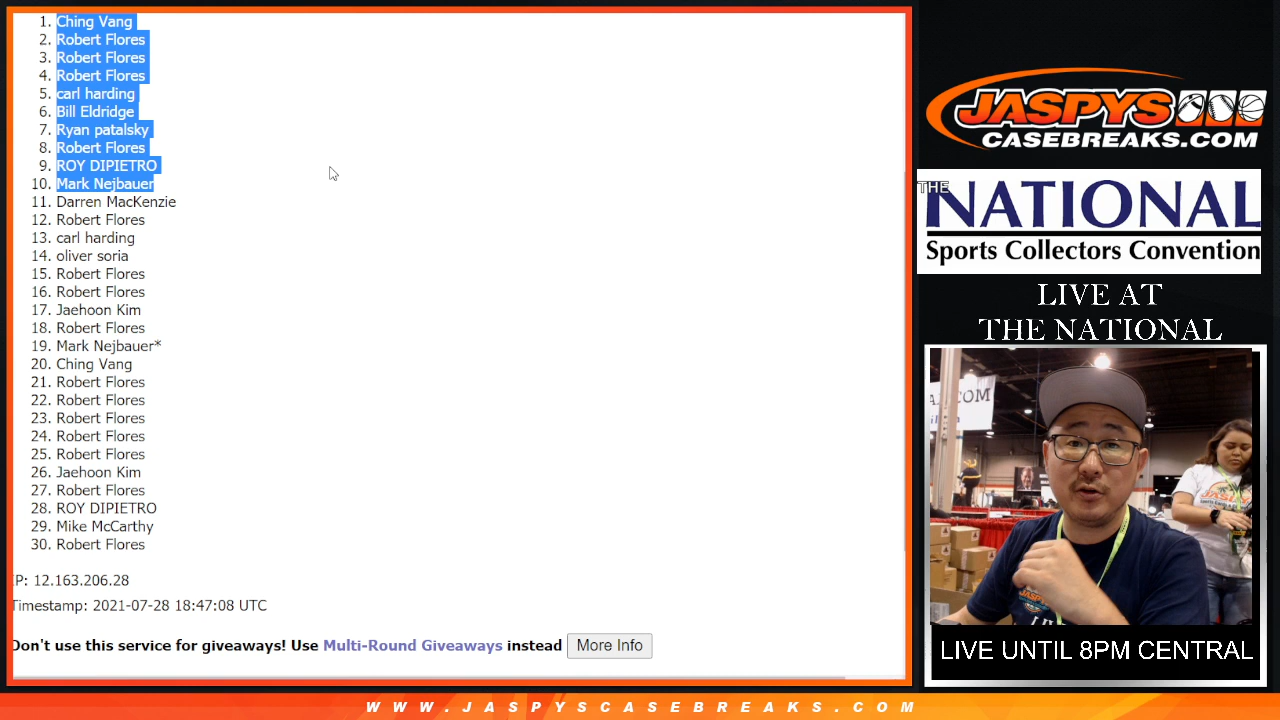 1. Ching Vang
2. Robert Flores
3. Robert Flores
4. Robert Flores
5. carl harding
6. Bill Eldridge
7. Ryan patalsky
8. Robert Flores
9. ROY DIPIETRO
10. Mark Nejbauer
11. Darren MacKenzie
12. Robert Flores
13. carl harding
14. oliver soria
15. Robert Flores
16. Robert Flores
17. Jaehoon Kim
18. Robert Flores
19. Mark Nejbauer*
20. Ching Vang
21. Robert Flores
22. Robert Flores
23. Robert Flores
24. Robert Flores
25. Robert Flores
26. Jaehoon Kim
27. Robert Flores
28. ROY DIPIETRO
29. Mike McCarthy
30. Robert Flores
IP: 12.163.206.28
Timestamp: 2021-07-28 18:47:08 UTC
Don't use this service for giveaways! Use Multi-Round Giveaways instead More Info
JASPYS
CASEBREAKS.COM
THE
NATIONAL
Sports Collectors Convention
LIVE AT
THE NATIONAL
.COM
JASPYS
LIVE UNTIL 8PM CENTRAL
WWW.JASPYSCASEBREAKS.COM